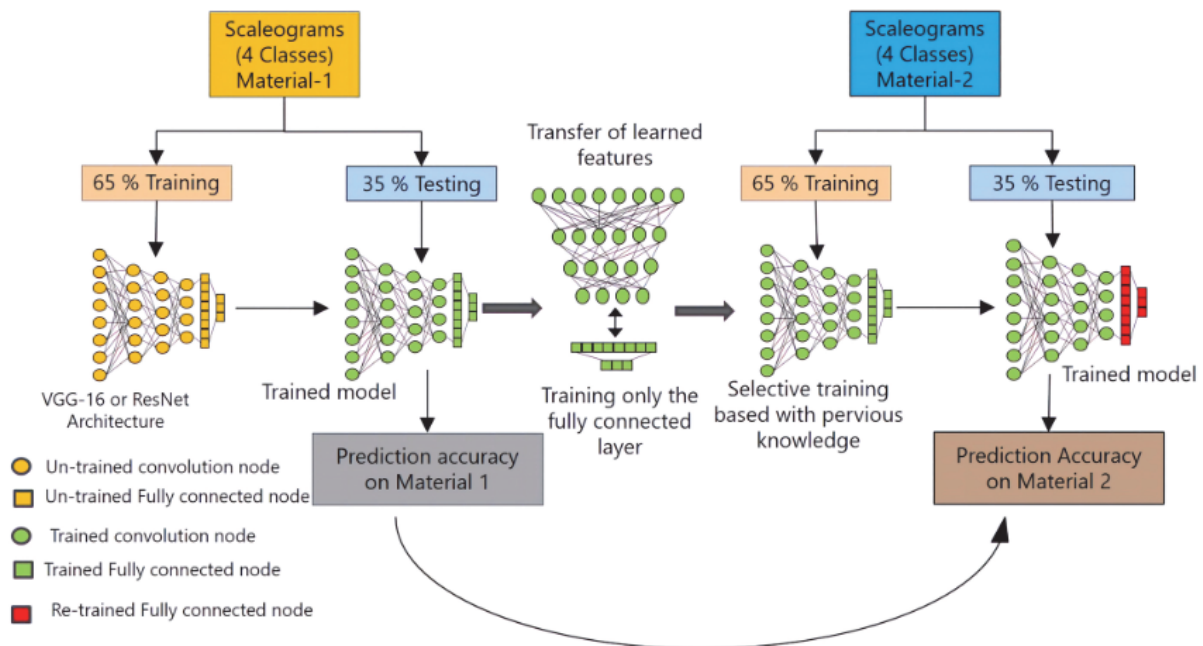 Scaleograms
(4 Classes)
Material-1
Scaleograms
(4 Classes)
Material-2
65 % Training
35 % Testing
Transfer of learned
features
65 % Training
35 % Testing
VGG-16 or ResNet
Architecture
Trained model
Training only the
fully connected
layer
Selective training
based with pervious
knowledge
Trained model
Prediction accuracy
on Material 1
Prediction Accuracy
on Material 2
Un-trained convolution node
Un-trained Fully connected node
Trained convolution node
Trained Fully connected node
Re-trained Fully connected node